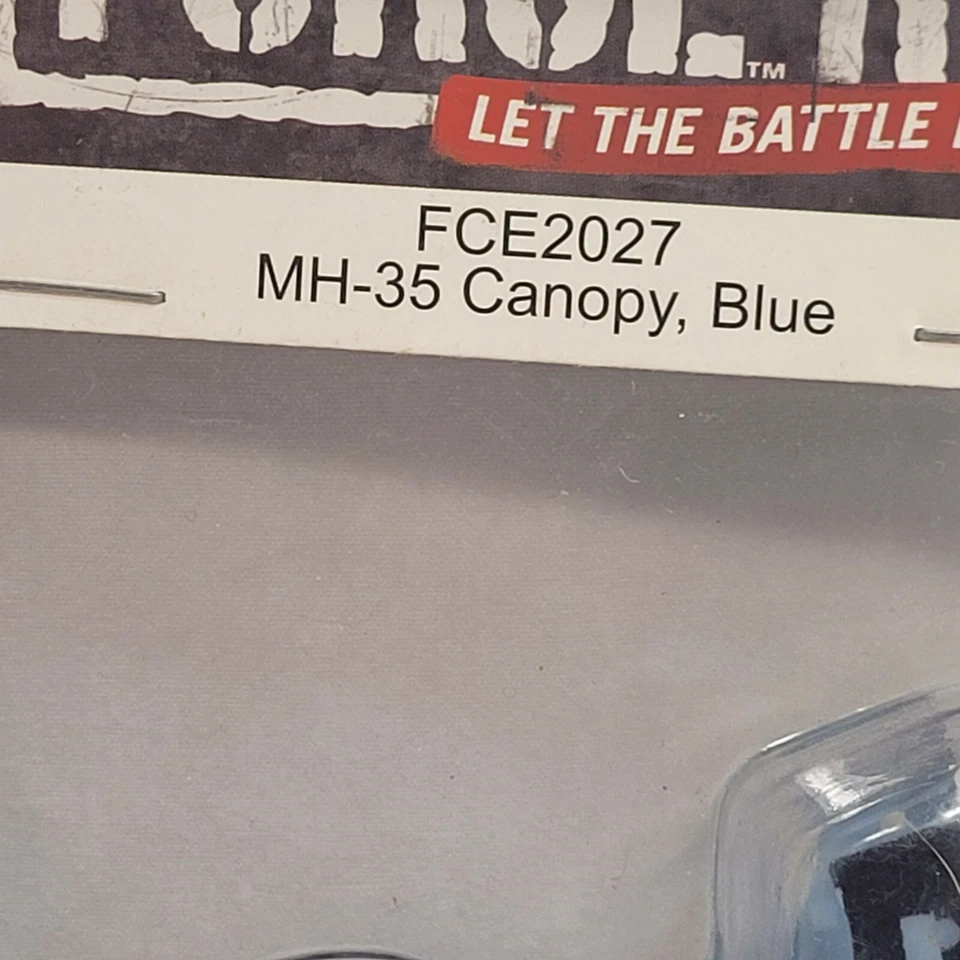 ™
LET THE BATTLE
FCE2027
MH-35 Canopy, Blue